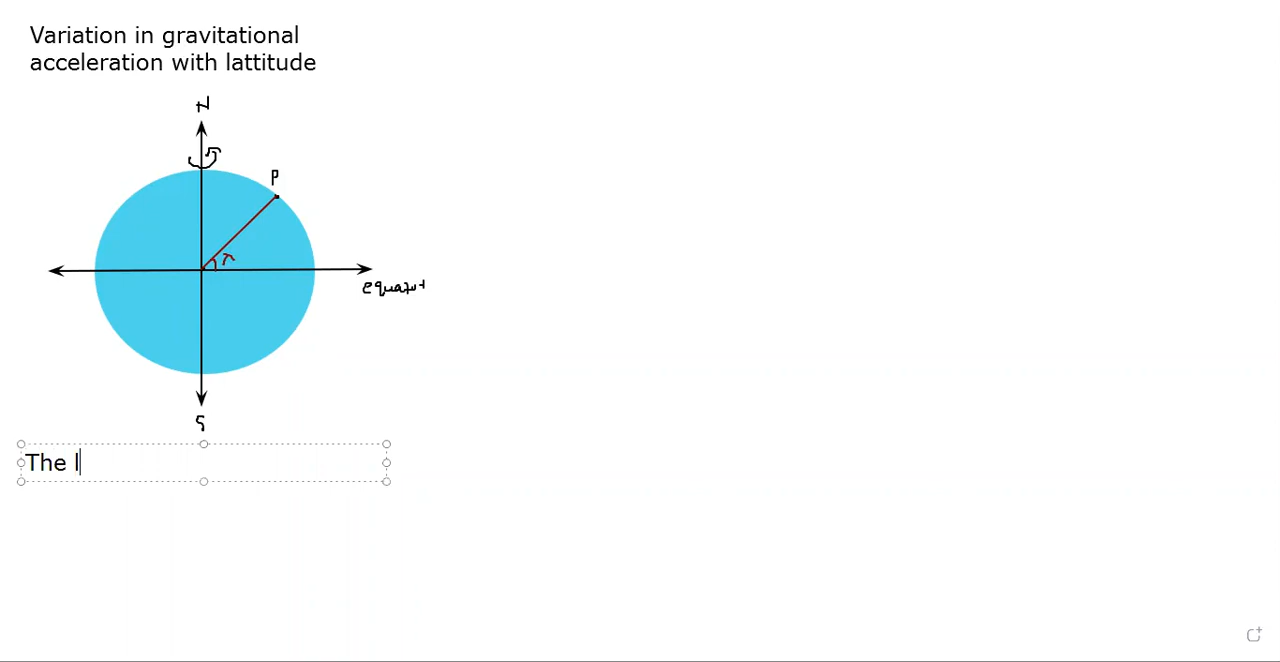 Variation in gravitational
acceleration with lattitude
N
P
λ
equator
S
The l